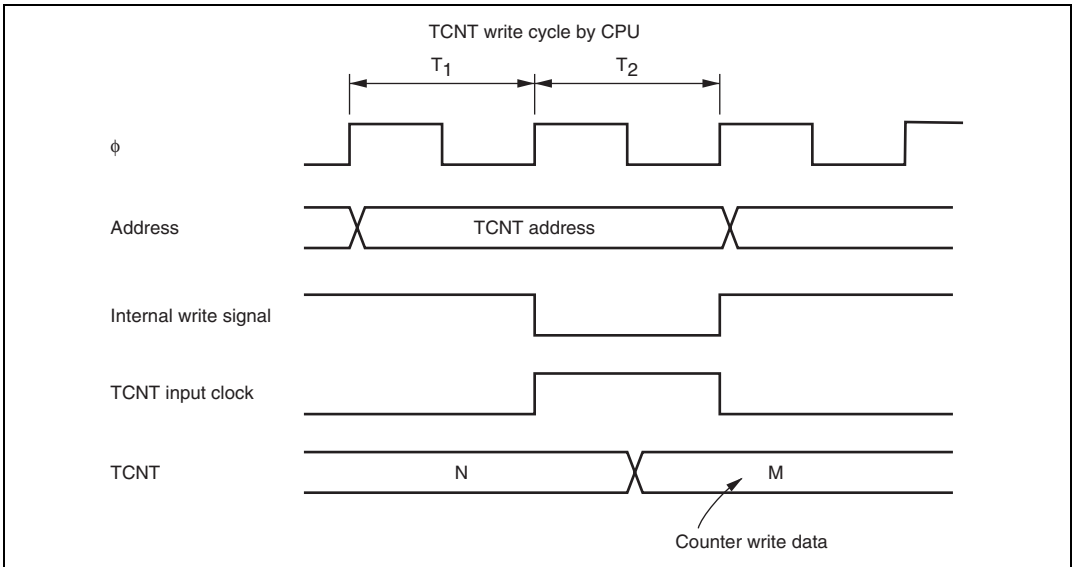 TCNT write cycle by CPU
T1 T2
ϕ
Address TCNT address
Internal write signal
TCNT input clock
TCNT N M
Counter write data